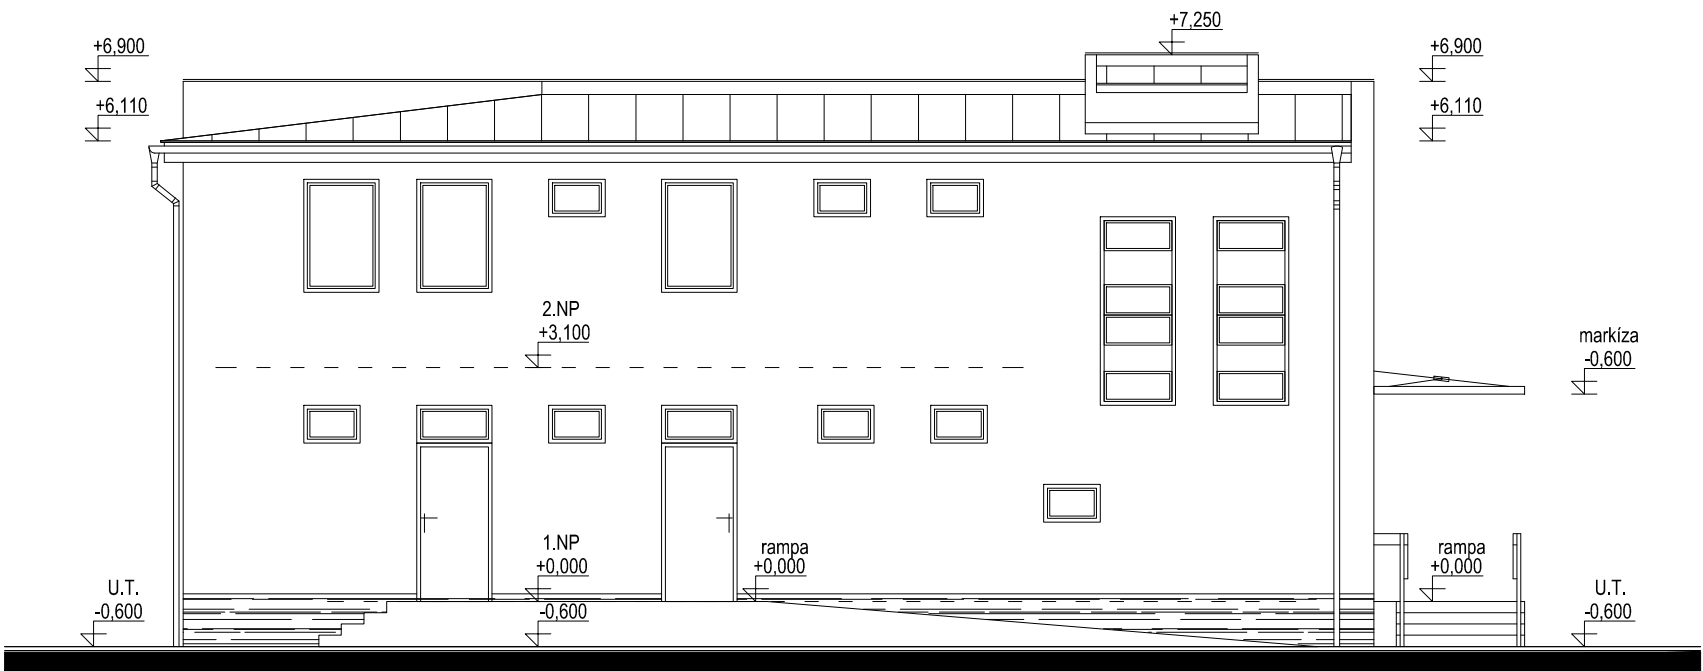 +7,250
+6,900
+6,900
+6,110
+6,110
2.NP
+3,100
markíza
-0,600
1.NP
+0,000
rampa
+0,000
rampa
+0,000
U.T.
-0,600
-0,600
U.T.
-0,600